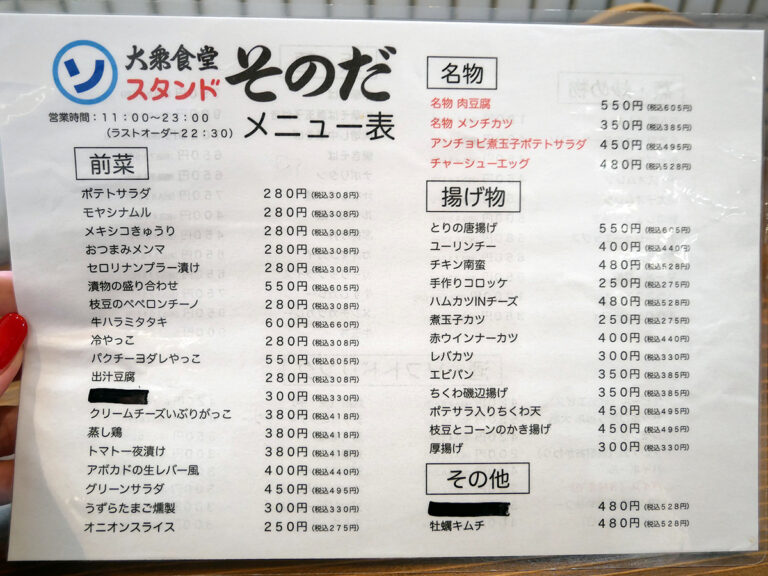 ソ 大衆食堂 スタンド そのだ
営業時間：11:00〜23:00
(ラストオーダー22:30)
メニュー表
前菜
ポテトサラダ 280円(税込308円)
モヤシナムル 280円(税込308円)
メキシコきゅうり 280円(税込308円)
おつまみメンマ 280円(税込308円)
セロリナンプラー漬け 280円(税込308円)
漬物の盛り合わせ 550円(税込605円)
枝豆のペペロンチーノ 280円(税込308円)
牛ハラミタタキ 600円(税込660円)
冷やっこ 280円(税込308円)
パクチーヨダレやっこ 550円(税込605円)
出汁豆腐 280円(税込308円)
300円(税込330円)
クリームチーズいぶりがっこ 380円(税込418円)
蒸し鶏 380円(税込418円)
トマト一夜漬け 380円(税込418円)
アボカドの生レバー風 400円(税込440円)
グリーンサラダ 450円(税込495円)
うずらたまご燻製 300円(税込330円)
オニオンスライス 250円(税込275円)
名物
名物 肉豆腐 550円(税込605円)
名物 メンチカツ 350円(税込385円)
アンチョビ煮玉子ポテトサラダ 450円(税込495円)
チャーシューエッグ 480円(税込528円)
揚げ物
とりの唐揚げ 550円(税込605円)
ユーリンチー 400円(税込440円)
チキン南蛮 480円(税込528円)
手作りコロッケ 250円(税込275円)
ハムカツINチーズ 480円(税込528円)
煮玉子カツ 250円(税込275円)
赤ウインナーカツ 400円(税込440円)
レバカツ 300円(税込330円)
エビパン 350円(税込385円)
ちくわ磯辺揚げ 350円(税込385円)
ポテサラ入りちくわ天 450円(税込495円)
枝豆とコーンのかき揚げ 450円(税込495円)
厚揚げ 300円(税込330円)
その他
480円(税込528円)
牡蠣キムチ 480円(税込528円)